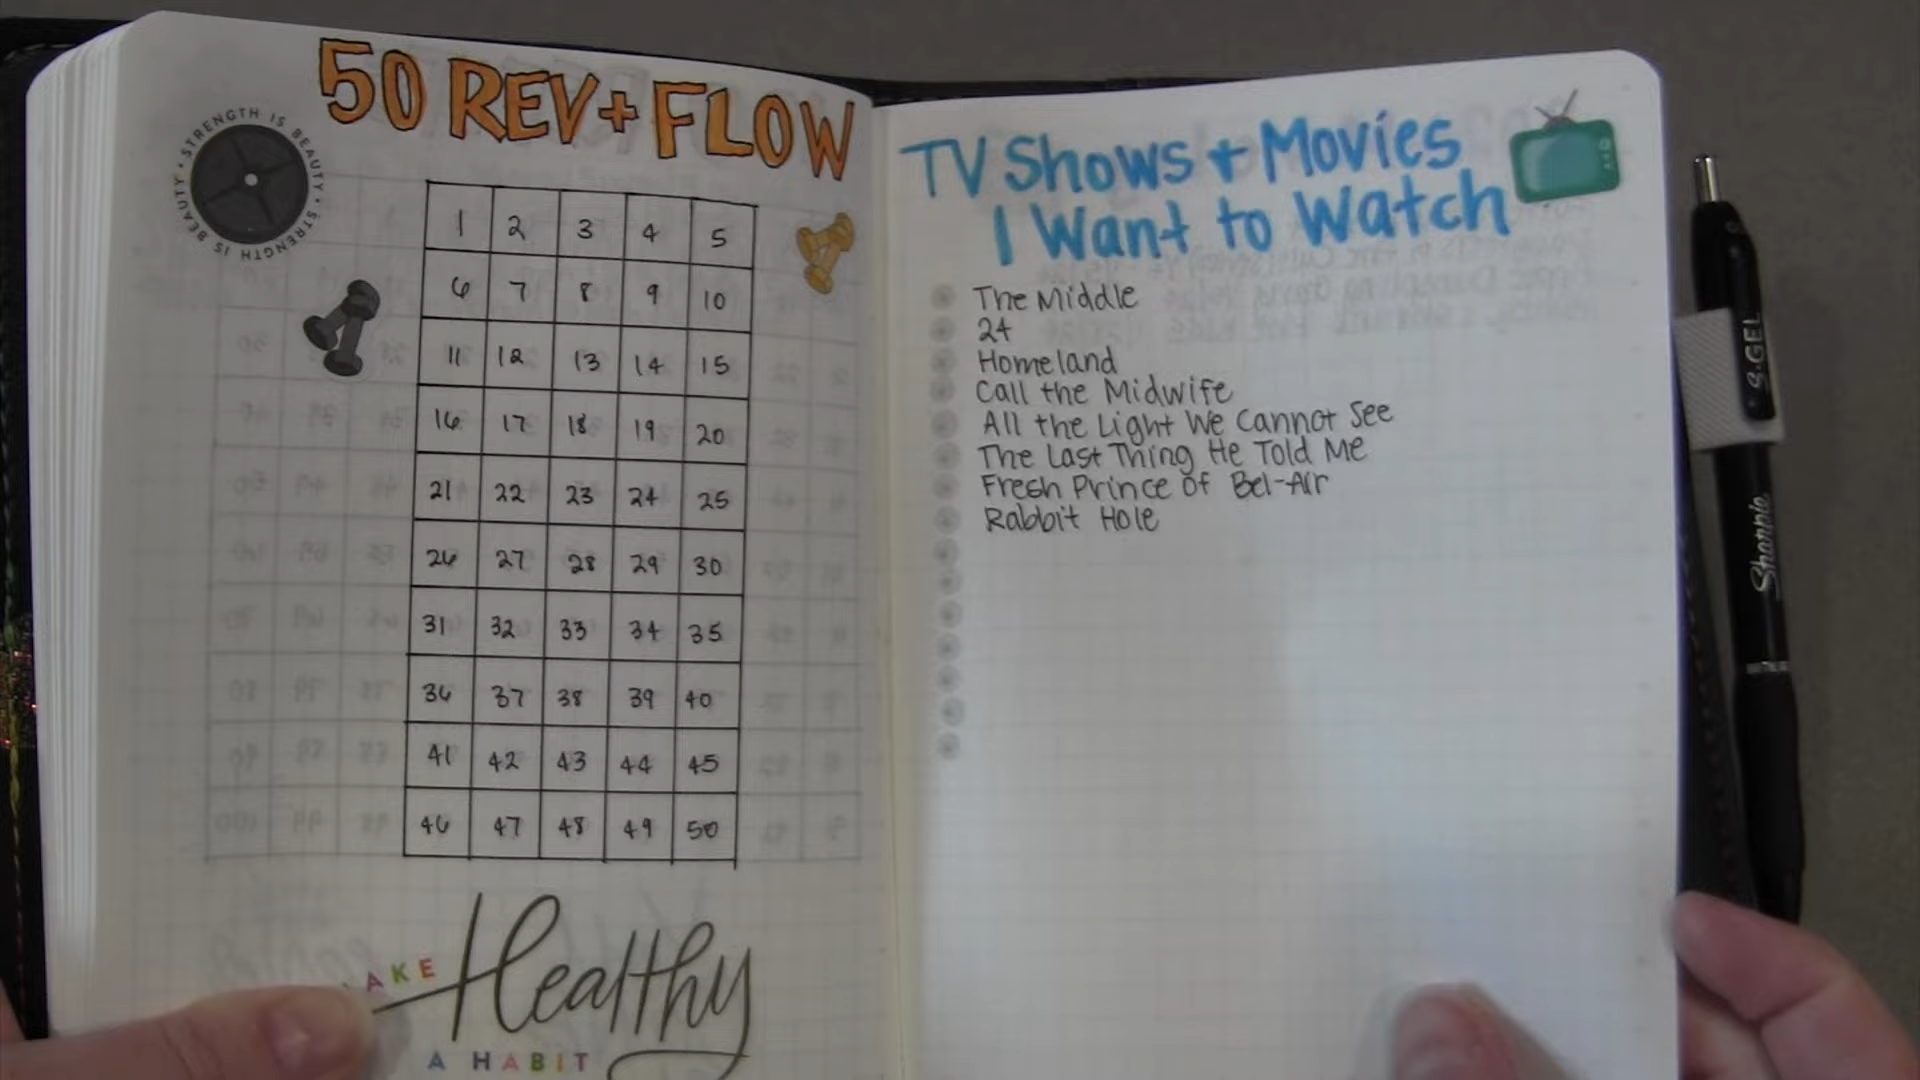 50 REV + FLOW
STRENGTH IS BEAUTY • STRENGTH IS BEAUTY •
1 2 3 4 5
6 7 8 9 10
11 12 13 14 15
16 17 18 19 20
21 22 23 24 25
26 27 28 29 30
31 32 33 34 35
36 37 38 39 40
41 42 43 44 45
46 47 48 49 50
AKE
Healthy
A HABIT
TV Shows + Movies
I Want to Watch
The Middle
24
Homeland
Call the Midwife
All the Light We Cannot See
The Last Thing He Told Me
Fresh Prince of Bel-Air
Rabbit Hole
S.GEL
Sharpie